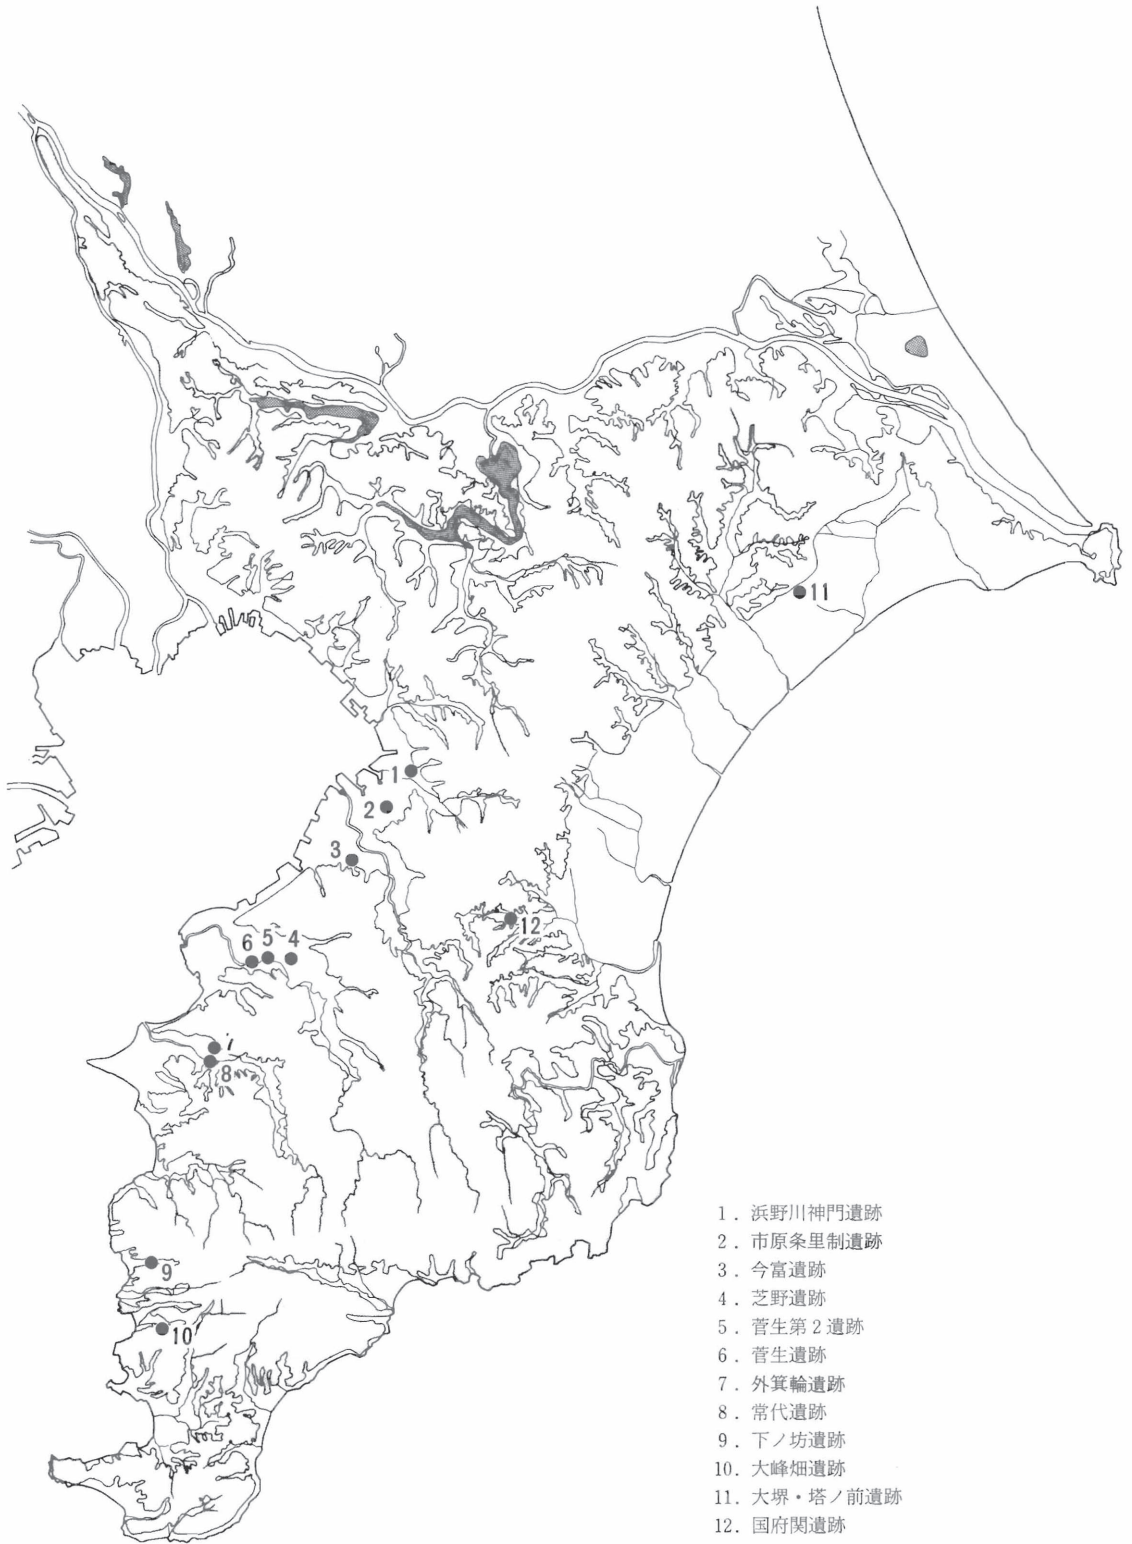 11
1
2
3
12
6 5 4
7
8
9
10
1. 浜野川神門遺跡
2. 市原条里制遺跡
3. 今富遺跡
4. 芝野遺跡
5. 菅生第2遺跡
6. 菅生遺跡
7. 外箕輪遺跡
8. 常代遺跡
9. 下ノ坊遺跡
10. 大峰畑遺跡
11. 大堺・塔ノ前遺跡
12. 国府関遺跡